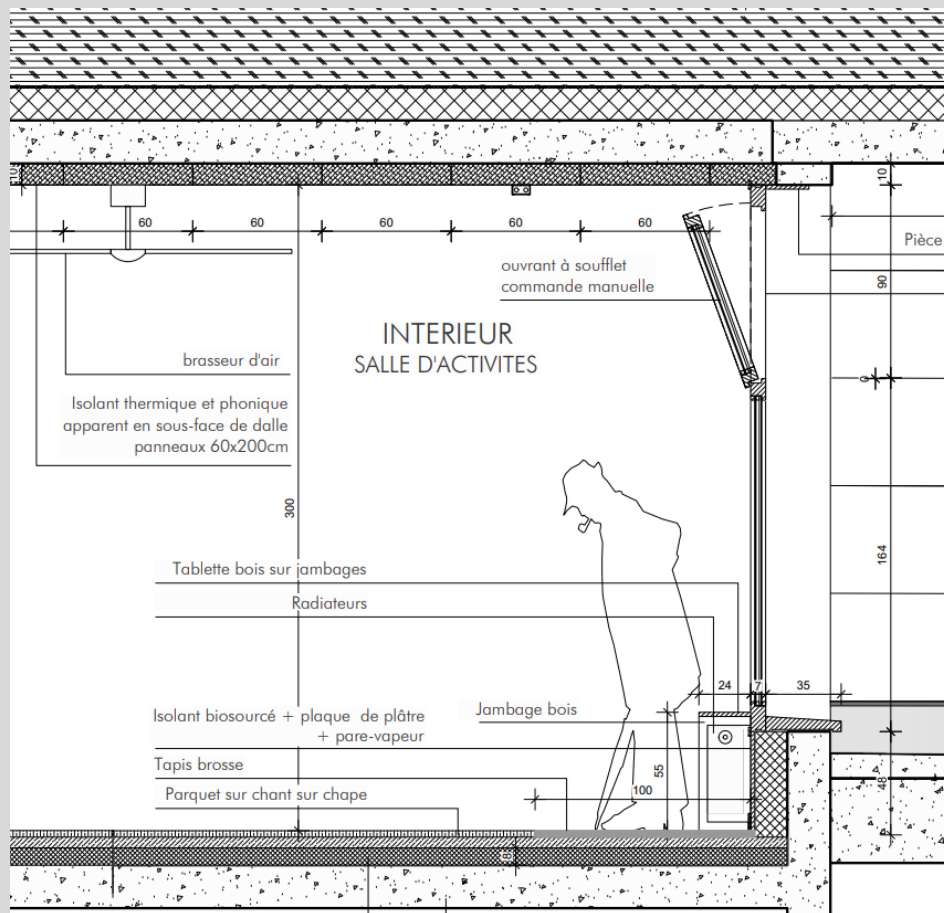 10
10
60
60
60
60
60
Pièce
ouvrant à soufflet
commande manuelle
90
INTERIEUR
SALLE D'ACTIVITES
brasseur d'air
0
Isolant thermique et phonique
apparent en sous-face de dalle
panneaux 60x200cm
300
164
Tablette bois sur jambages
Radiateurs
24
7
35
Isolant biosourcé + plaque de plâtre
+ pare-vapeur
Jambage bois
Tapis brosse
55
100
48
Parquet sur chant sur chape
8